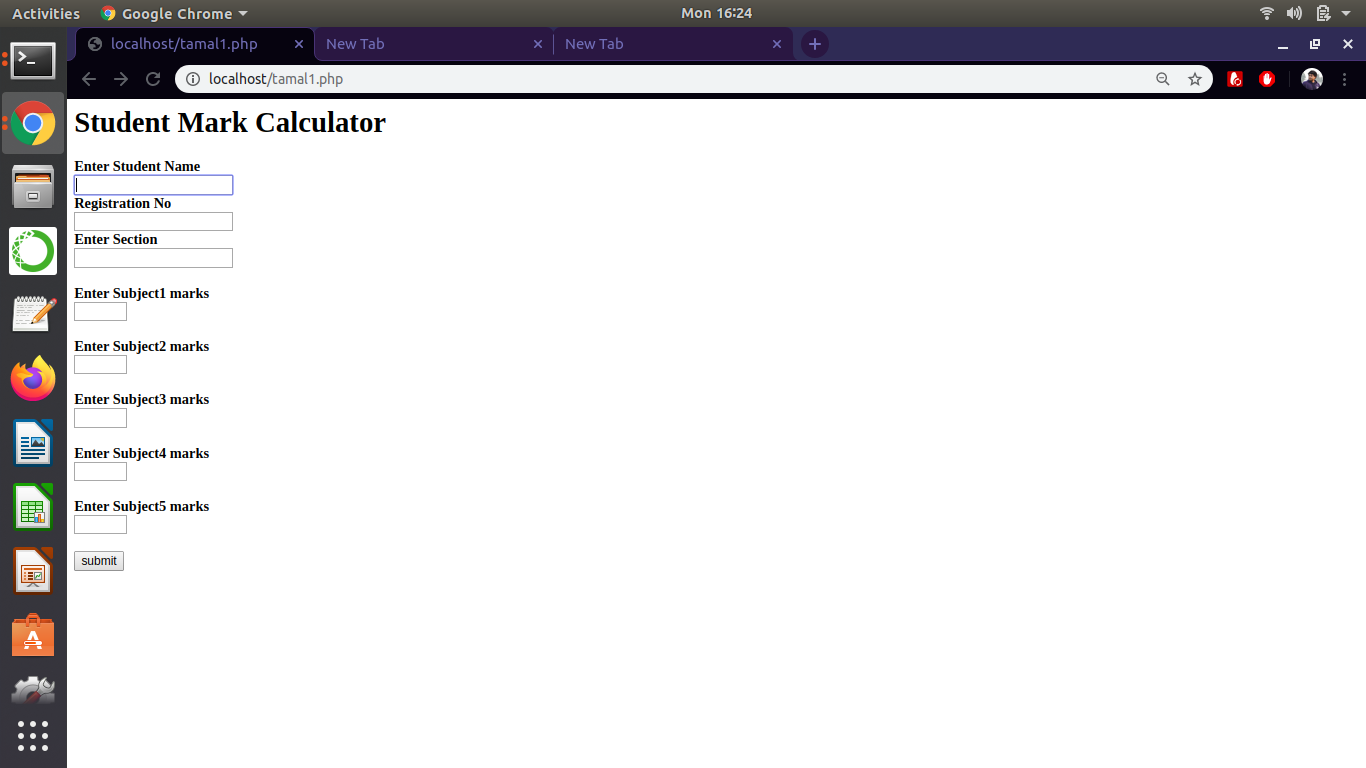 Activities Google Chrome Mon 16:24
localhost/tamal1.php New Tab New Tab
localhost/tamal1.php
Student Mark Calculator
Enter Student Name
Registration No
Enter Section
Enter Subject1 marks
Enter Subject2 marks
Enter Subject3 marks
Enter Subject4 marks
Enter Subject5 marks
submit